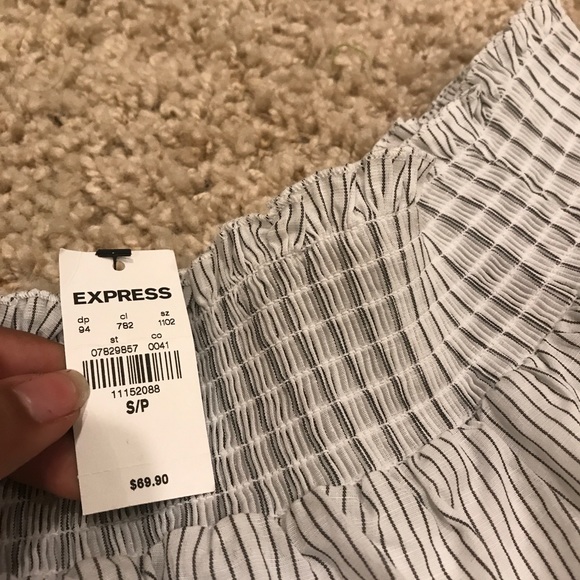 EXPRESS
dp cl sz
94 782 1102
st co
07829857 0041
11152088
S/P
$69.90